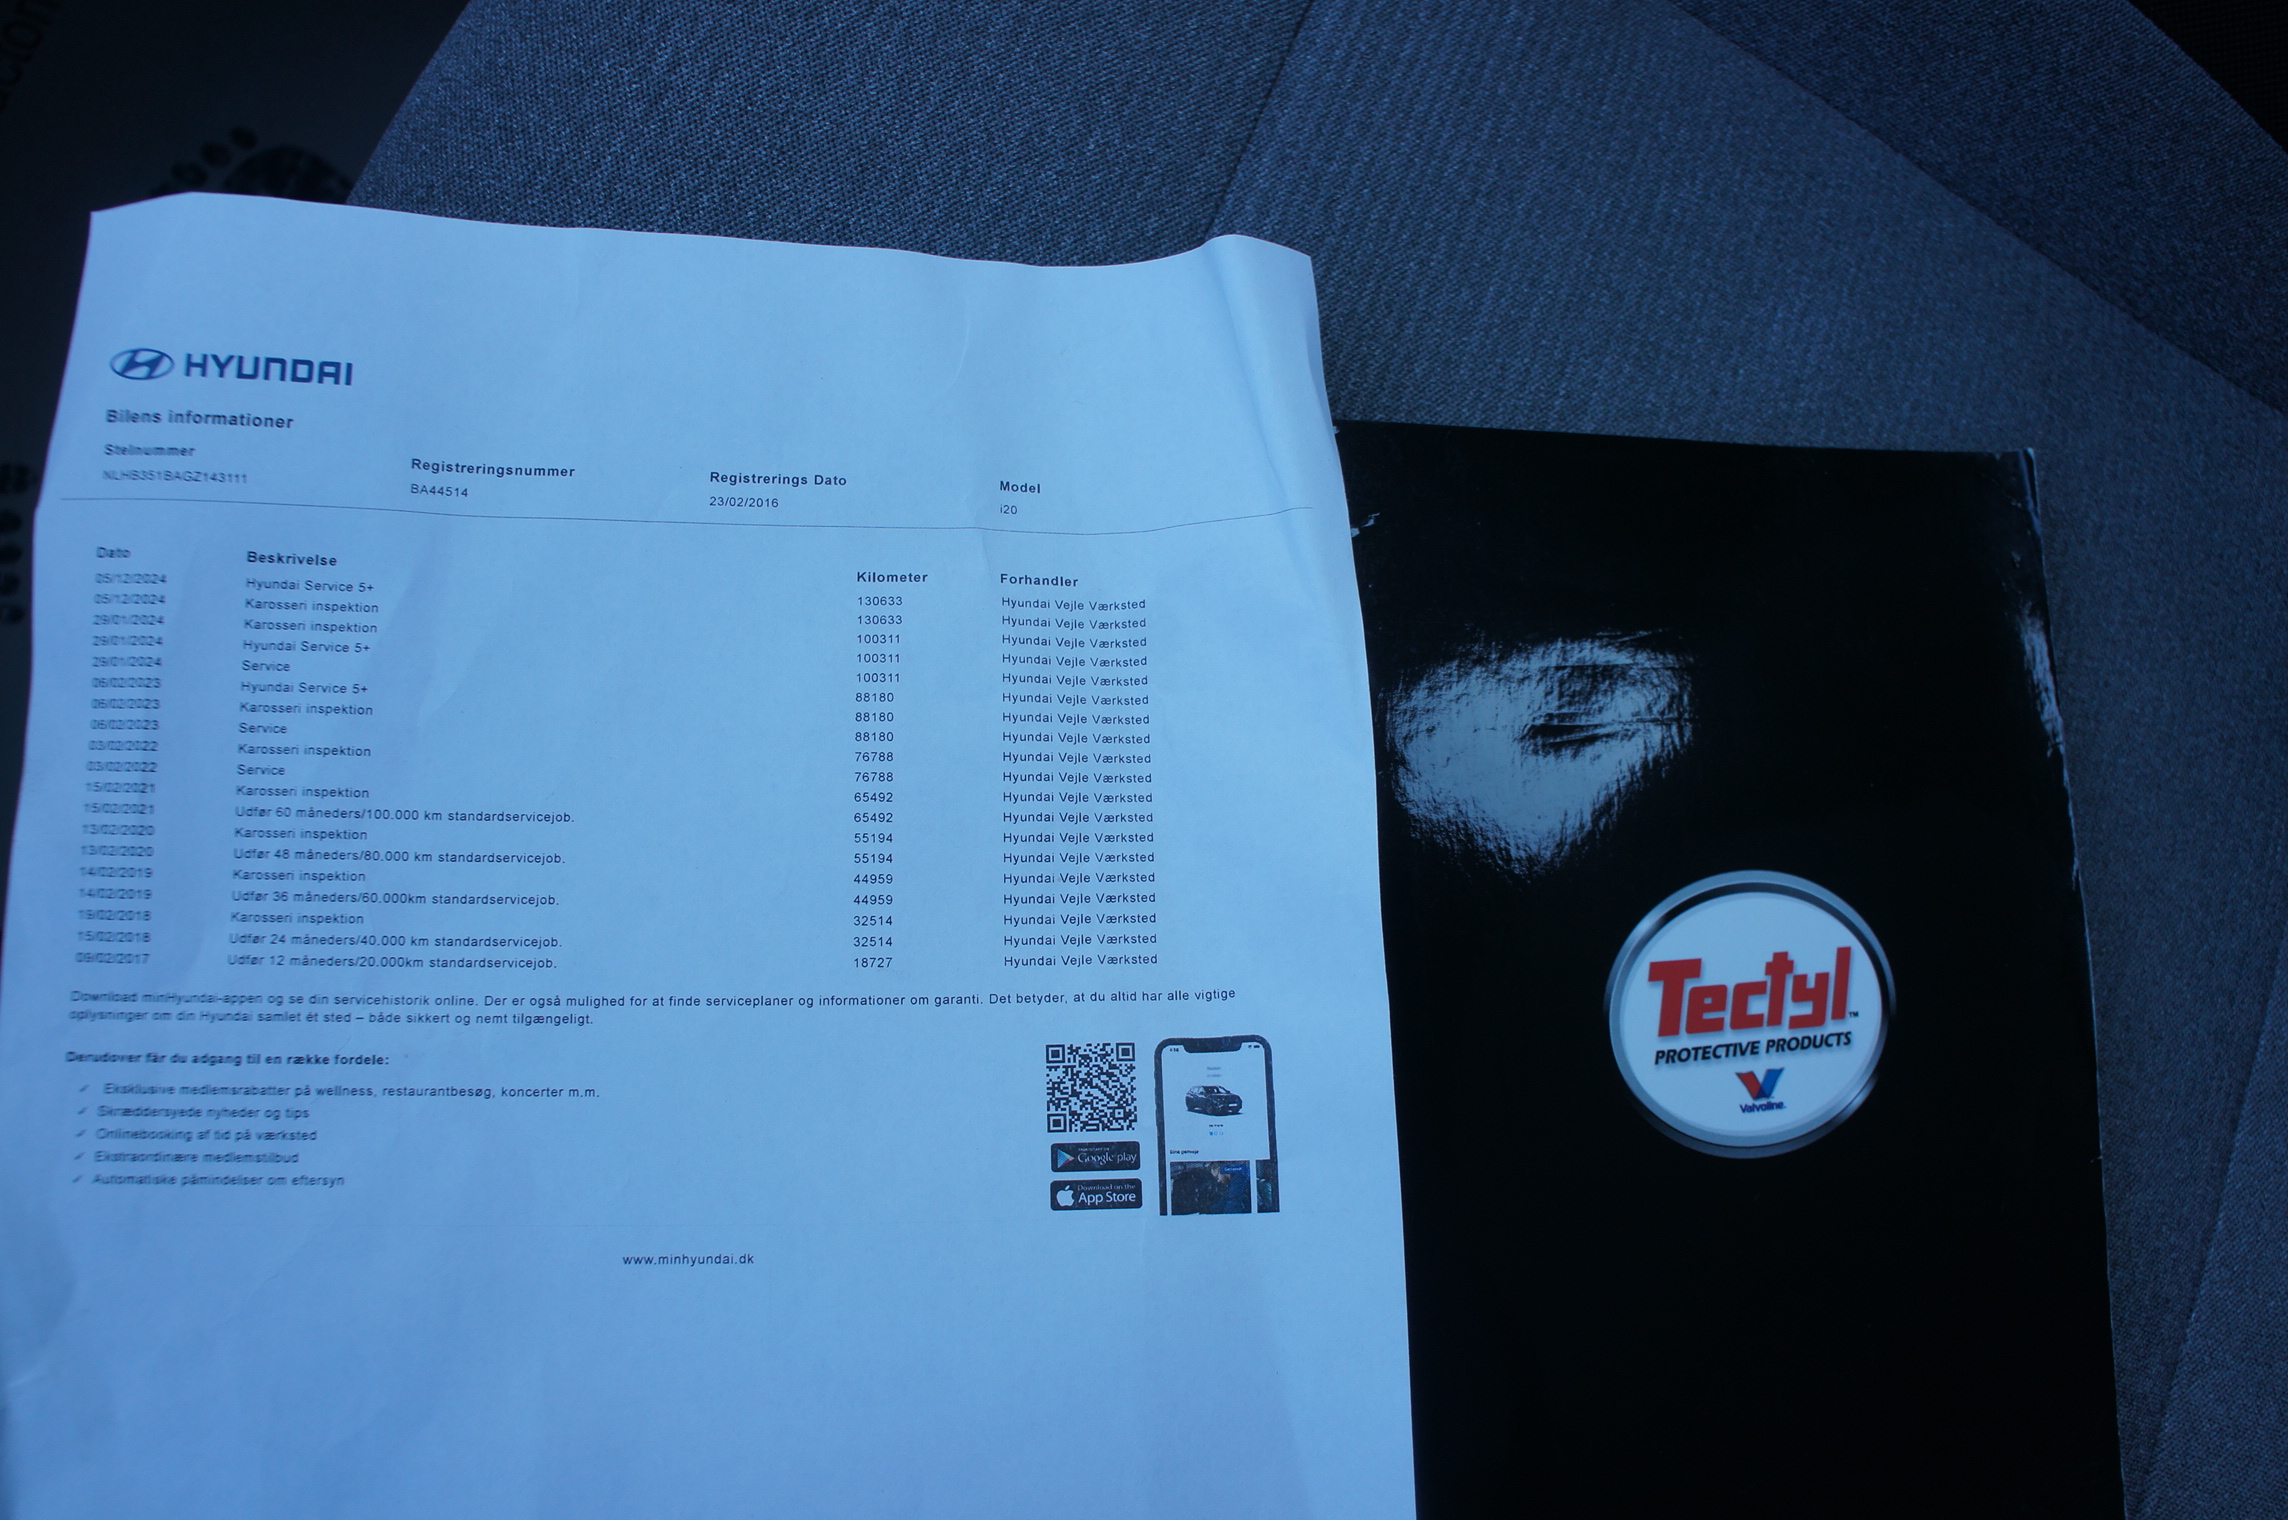 HYUNDAI
Bilens informationer
Stelnummer Registreringsnummer Registrerings Dato Model
NLHB351BAGZ143111 BA44514 23/02/2016 i20
Dato Beskrivelse Kilometer Forhandler
05/12/2024 Hyundai Service 5+ 130633 Hyundai Vejle Værksted
05/12/2024 Karosseri inspektion 130633 Hyundai Vejle Værksted
29/01/2024 Karosseri inspektion 100311 Hyundai Vejle Værksted
29/01/2024 Hyundai Service 5+ 100311 Hyundai Vejle Værksted
29/01/2024 Service 100311 Hyundai Vejle Værksted
06/02/2023 Hyundai Service 5+ 88180 Hyundai Vejle Værksted
06/02/2023 Karosseri inspektion 88180 Hyundai Vejle Værksted
06/02/2023 Service 88180 Hyundai Vejle Værksted
03/02/2022 Karosseri inspektion 76788 Hyundai Vejle Værksted
03/02/2022 Service 76788 Hyundai Vejle Værksted
15/02/2021 Karosseri inspektion 65492 Hyundai Vejle Værksted
15/02/2021 Udfør 60 måneders/100.000 km standardservicejob. 65492 Hyundai Vejle Værksted
13/02/2020 Karosseri inspektion 55194 Hyundai Vejle Værksted
13/02/2020 Udfør 48 måneders/80.000 km standardservicejob. 55194 Hyundai Vejle Værksted
14/02/2019 Karosseri inspektion 44959 Hyundai Vejle Værksted
14/02/2019 Udfør 36 måneders/60.000km standardservicejob. 44959 Hyundai Vejle Værksted
19/02/2018 Karosseri inspektion 32514 Hyundai Vejle Værksted
15/02/2018 Udfør 24 måneders/40.000 km standardservicejob. 32514 Hyundai Vejle Værksted
09/02/2017 Udfør 12 måneders/20.000km standardservicejob. 18727 Hyundai Vejle Værksted
Download minHyundai-appen og se din servicehistorik online. Der er også mulighed for at finde serviceplaner og informationer om garanti. Det betyder, at du altid har alle vigtige
oplysninger om din Hyundai samlet ét sted – både sikkert og nemt tilgængeligt.
Derudover får du adgang til en række fordele:
✓ Eksklusive medlemsrabatter på wellness, restaurantbesøg, koncerter m.m.
✓ Skræddersyede nyheder og tips
✓ Onlinebooking af tid på værksted
✓ Ekstraordinære medlemstilbud
✓ Automatiske påmindelser om eftersyn
Google play
Download on the
App Store
www.minhyundai.dk
Tectyl™
PROTECTIVE PRODUCTS
Valvoline